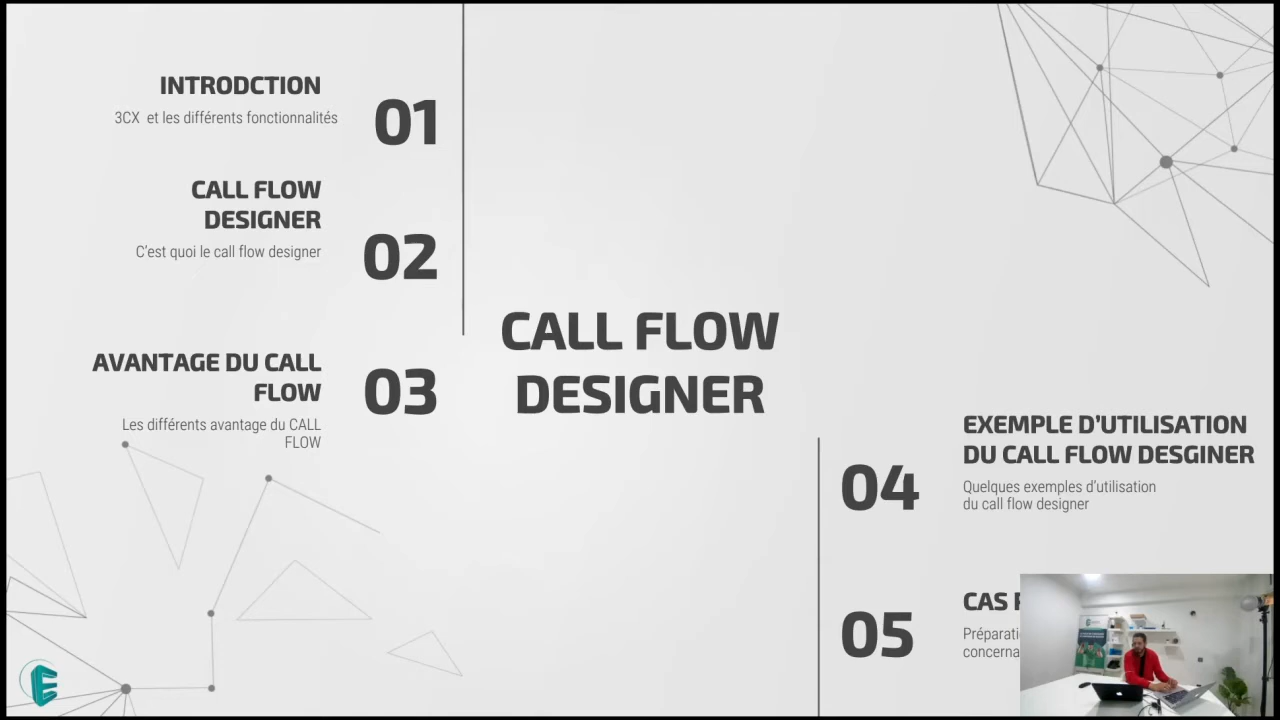 INTRODCTION
3CX et les différents fonctionnalités
01
CALL FLOW
DESIGNER
C'est quoi le call flow designer
02
AVANTAGE DU CALL
FLOW
Les différents avantage du CALL
FLOW
03
CALL FLOW
DESIGNER
04
EXEMPLE D'UTILISATION
DU CALL FLOW DESGINER
Quelques exemples d'utilisation
du call flow designer
05
CAS